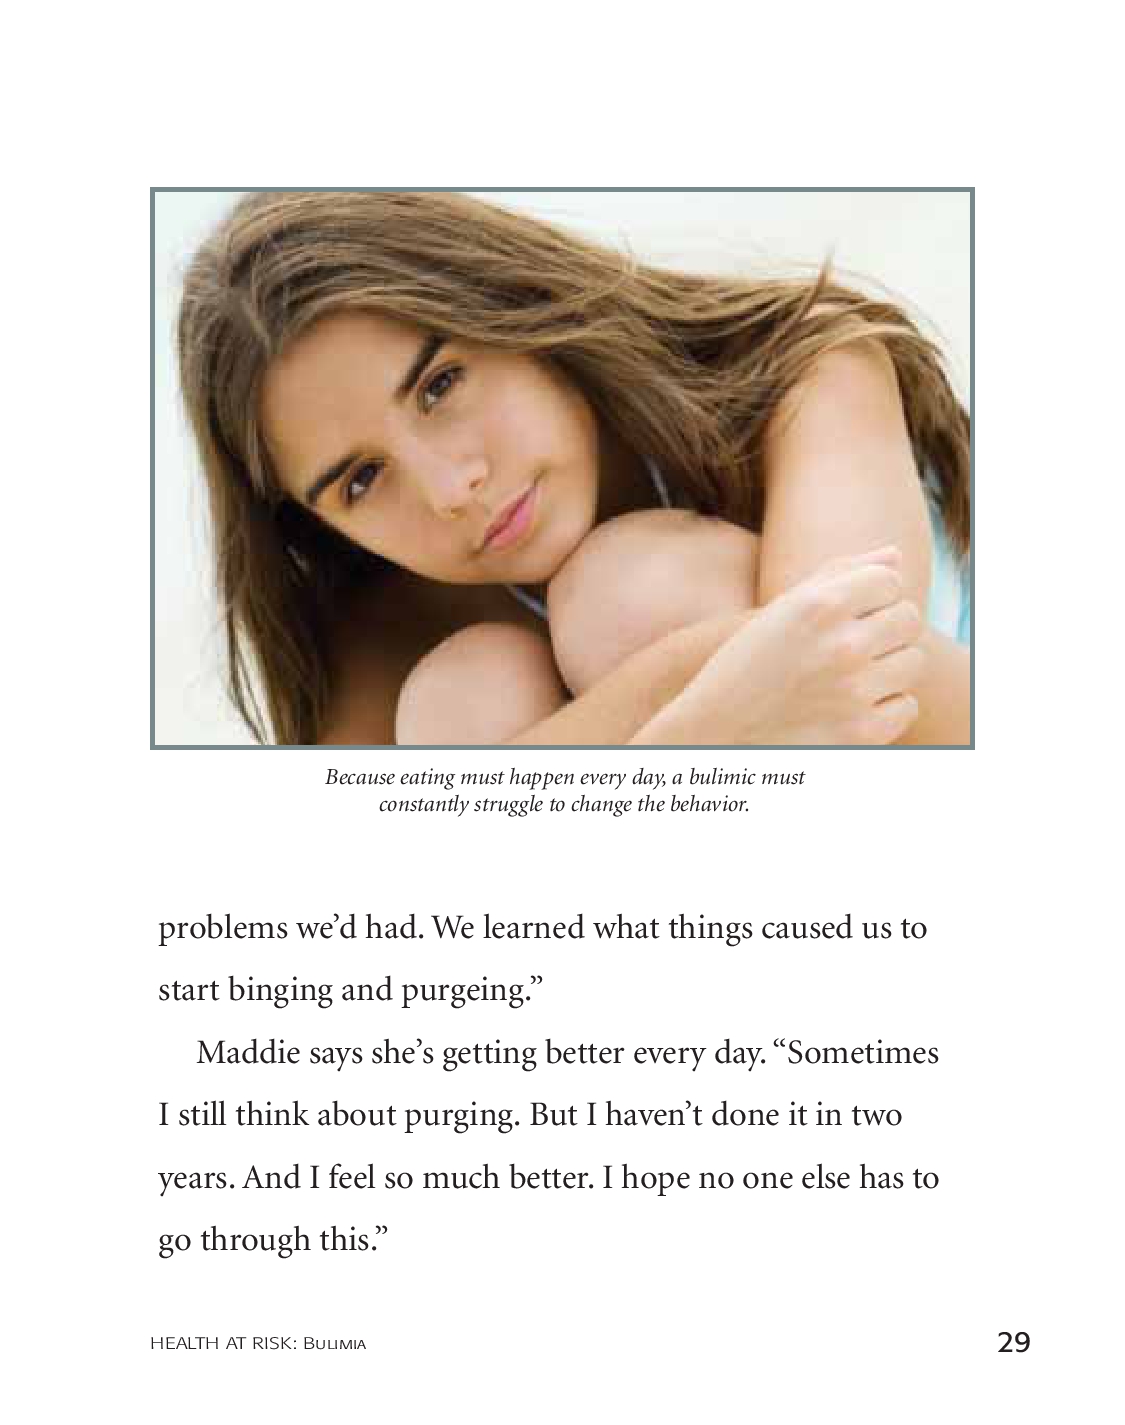 Because eating must happen every day, a bulimic must
constantly struggle to change the behavior.
problems we’d had. We learned what things caused us to
start binging and purgeing.”
Maddie says she’s getting better every day. “Sometimes
I still think about purging. But I haven’t done it in two
years. And I feel so much better. I hope no one else has to
go through this.”
HEALTH AT RISK: Bulimia 29